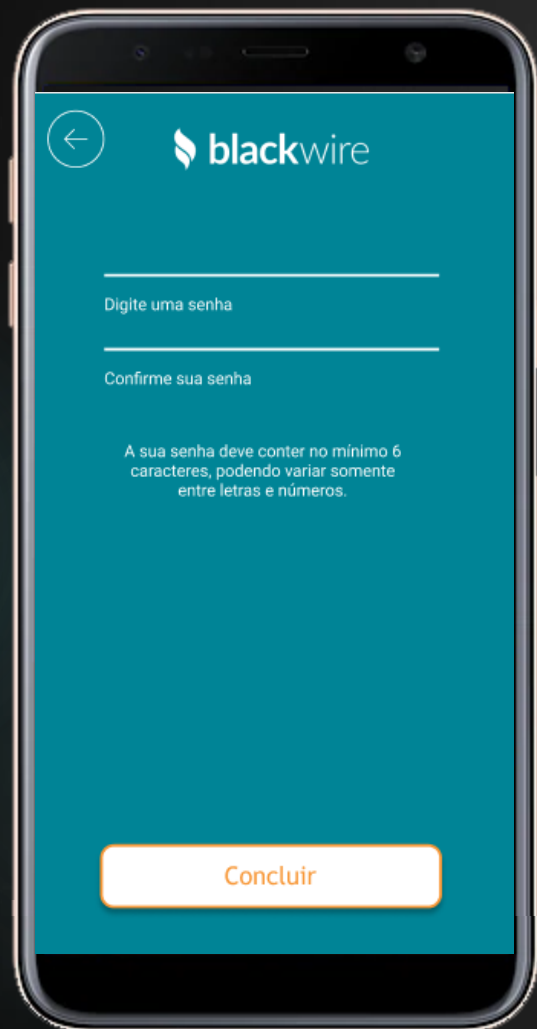 blackwire
Digite uma senha
Confirme sua senha
A sua senha deve conter no mínimo 6
caracteres, podendo variar somente
entre letras e números.
Concluir